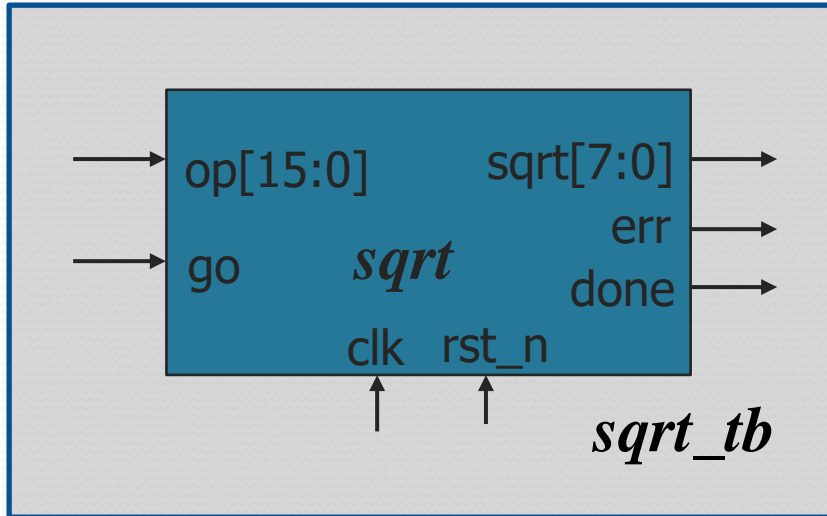 op[15:0]
sqrt[7:0]
err
go
sqrt
done
clk
rst_n
sqrt_tb